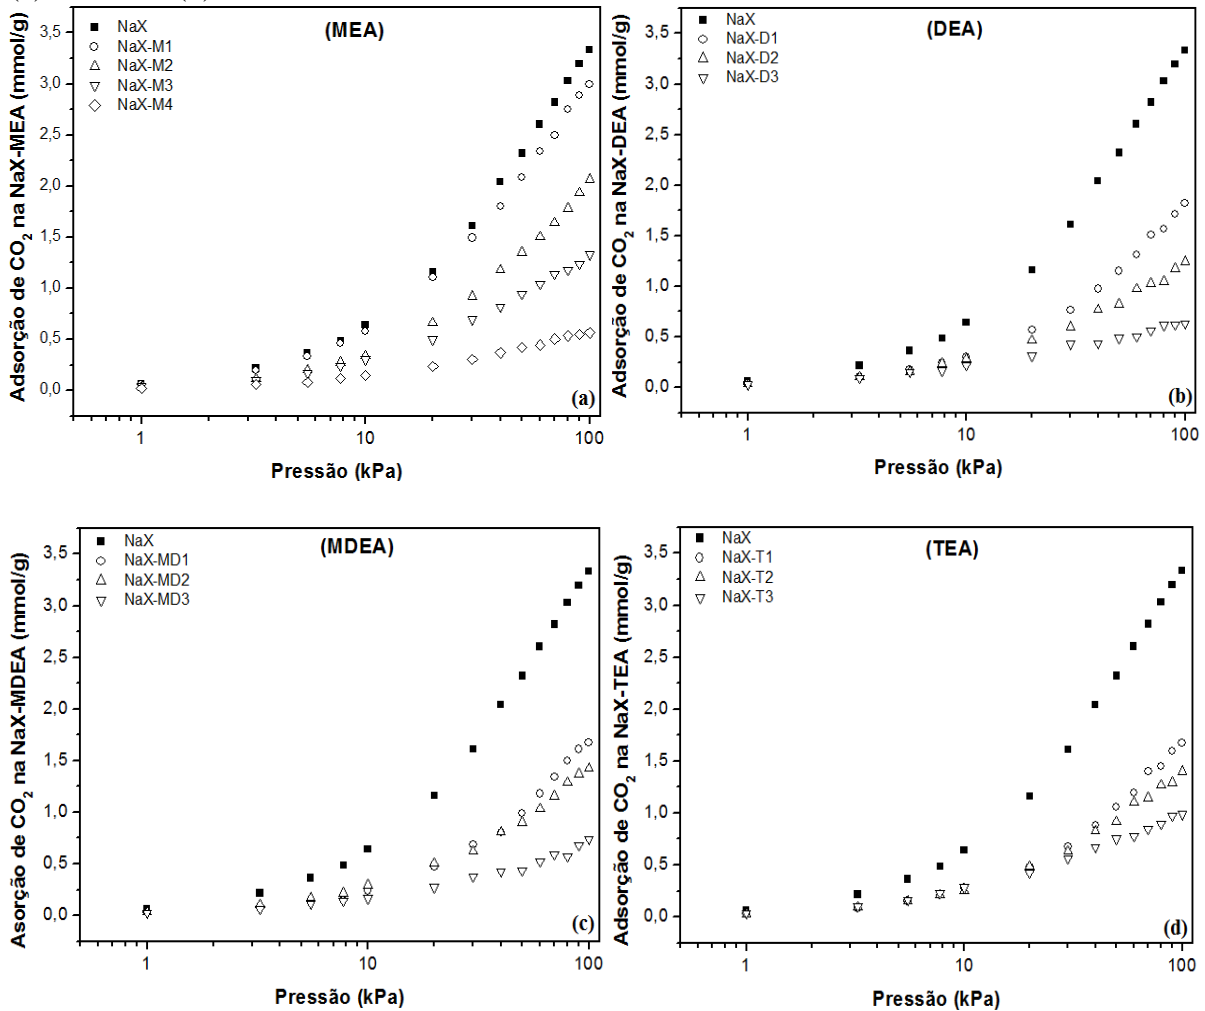 (MEA)
NaX
NaX-M1
NaX-M2
NaX-M3
NaX-M4
Adsorção de CO2 na NaX-MEA (mmol/g)
3,5
3,0
2,5
2,0
1,5
1,0
0,5
0,0
(a)
1
10
100
Pressão (kPa)
(DEA)
NaX
NaX-D1
NaX-D2
NaX-D3
Adsorção de CO2 na NaX-DEA (mmol/g)
3,5
3,0
2,5
2,0
1,5
1,0
0,5
0,0
(b)
1
10
100
Pressão (kPa)
(MDEA)
NaX
NaX-MD1
NaX-MD2
NaX-MD3
Asorção de CO2 na NaX-MDEA (mmol/g)
3,5
3,0
2,5
2,0
1,5
1,0
0,5
0,0
(c)
1
10
100
Pressão (kPa)
(TEA)
NaX
NaX-T1
NaX-T2
NaX-T3
Adsorção de CO2 na NaX-TEA (mmol/g)
3,5
3,0
2,5
2,0
1,5
1,0
0,5
0,0
(d)
1
10
100
Pressão (kPa)